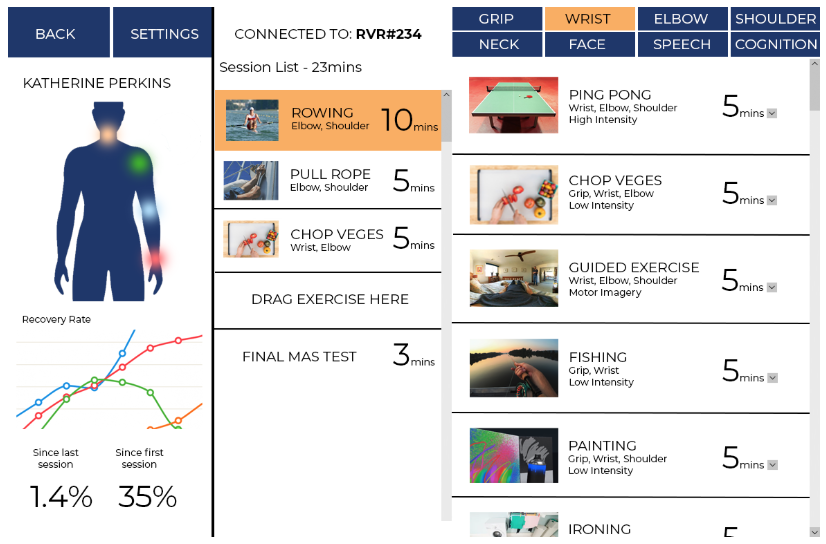 BACK
SETTINGS
KATHERINE PERKINS
Recovery Rate
Since last
session
Since first
session
1.4%
35%
CONNECTED TO: RVR#234
Session List - 23mins
ROWING
Elbow, Shoulder
10mins
PULL ROPE
Elbow, Shoulder
5mins
CHOP VEGES
Wrist, Elbow
5mins
DRAG EXERCISE HERE
FINAL MAS TEST
3mins
GRIP
WRIST
ELBOW
SHOULDER
NECK
FACE
SPEECH
COGNITION
PING PONG
Wrist, Elbow, Shoulder
High Intensity
5mins
CHOP VEGES
Grip, Wrist, Elbow
Low Intensity
5mins
GUIDED EXERCISE
Wrist, Elbow, Shoulder
Motor Imagery
5mins
FISHING
Grip, Wrist
Low Intensity
5mins
PAINTING
Grip, Wrist, Shoulder
Low Intensity
5mins
IRONING